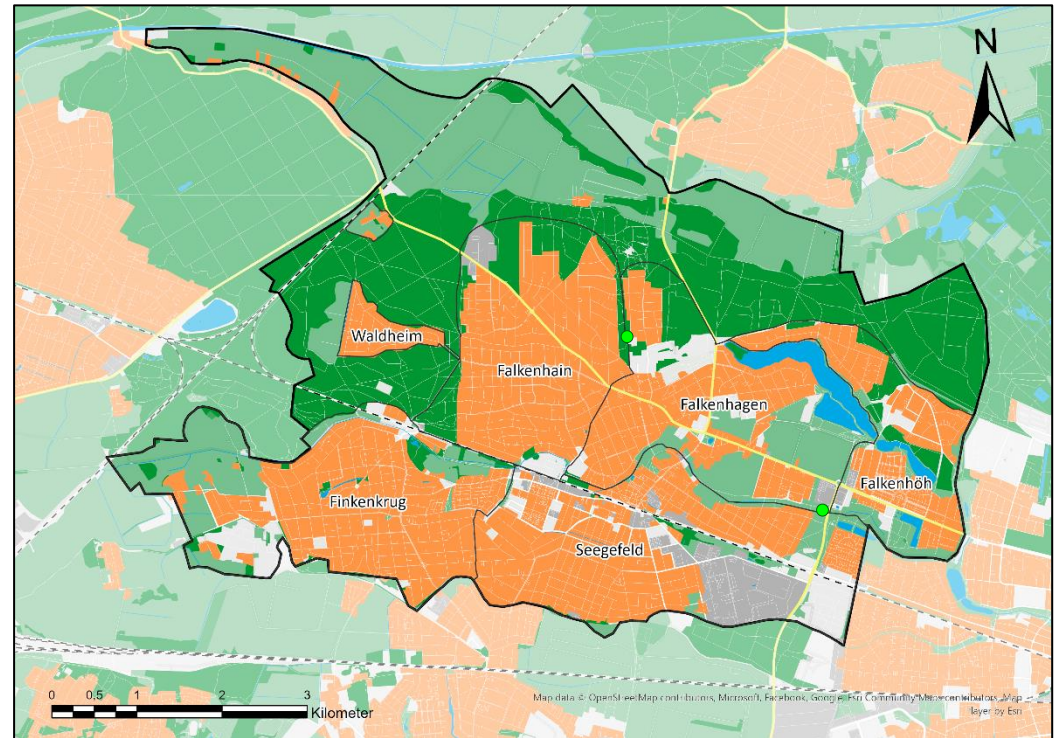 N
Waldheim
Falkenhain
Falkenhagen
Falkenhöh
Finkenkrug
Seegefeld
0 0,5 1 2 3
Kilometer
Map data © OpenStreetMap contributors, Microsoft, Facebook, Google, Esri Community Maps contributors, Map
layer by Esri